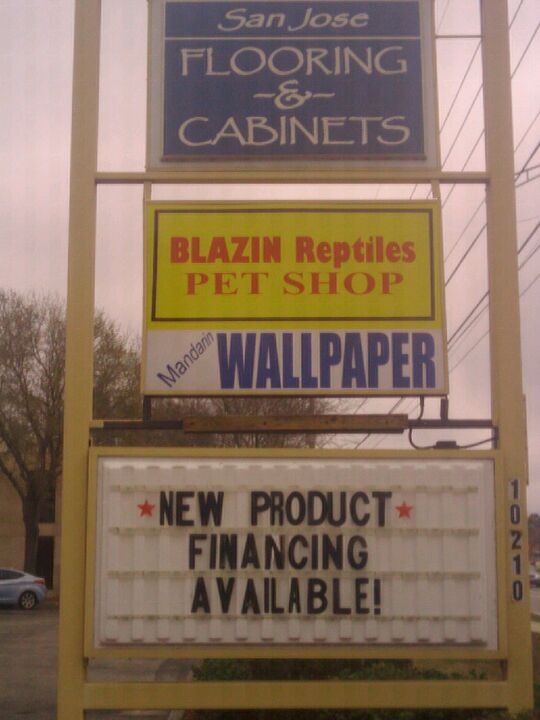 San Jose
FLOORING
~&~
CABINETS
BLAZIN Reptiles
PET SHOP
Mandarin WALLPAPER
★NEW PRODUCT★
FINANCING
AVAILABLE!
10210